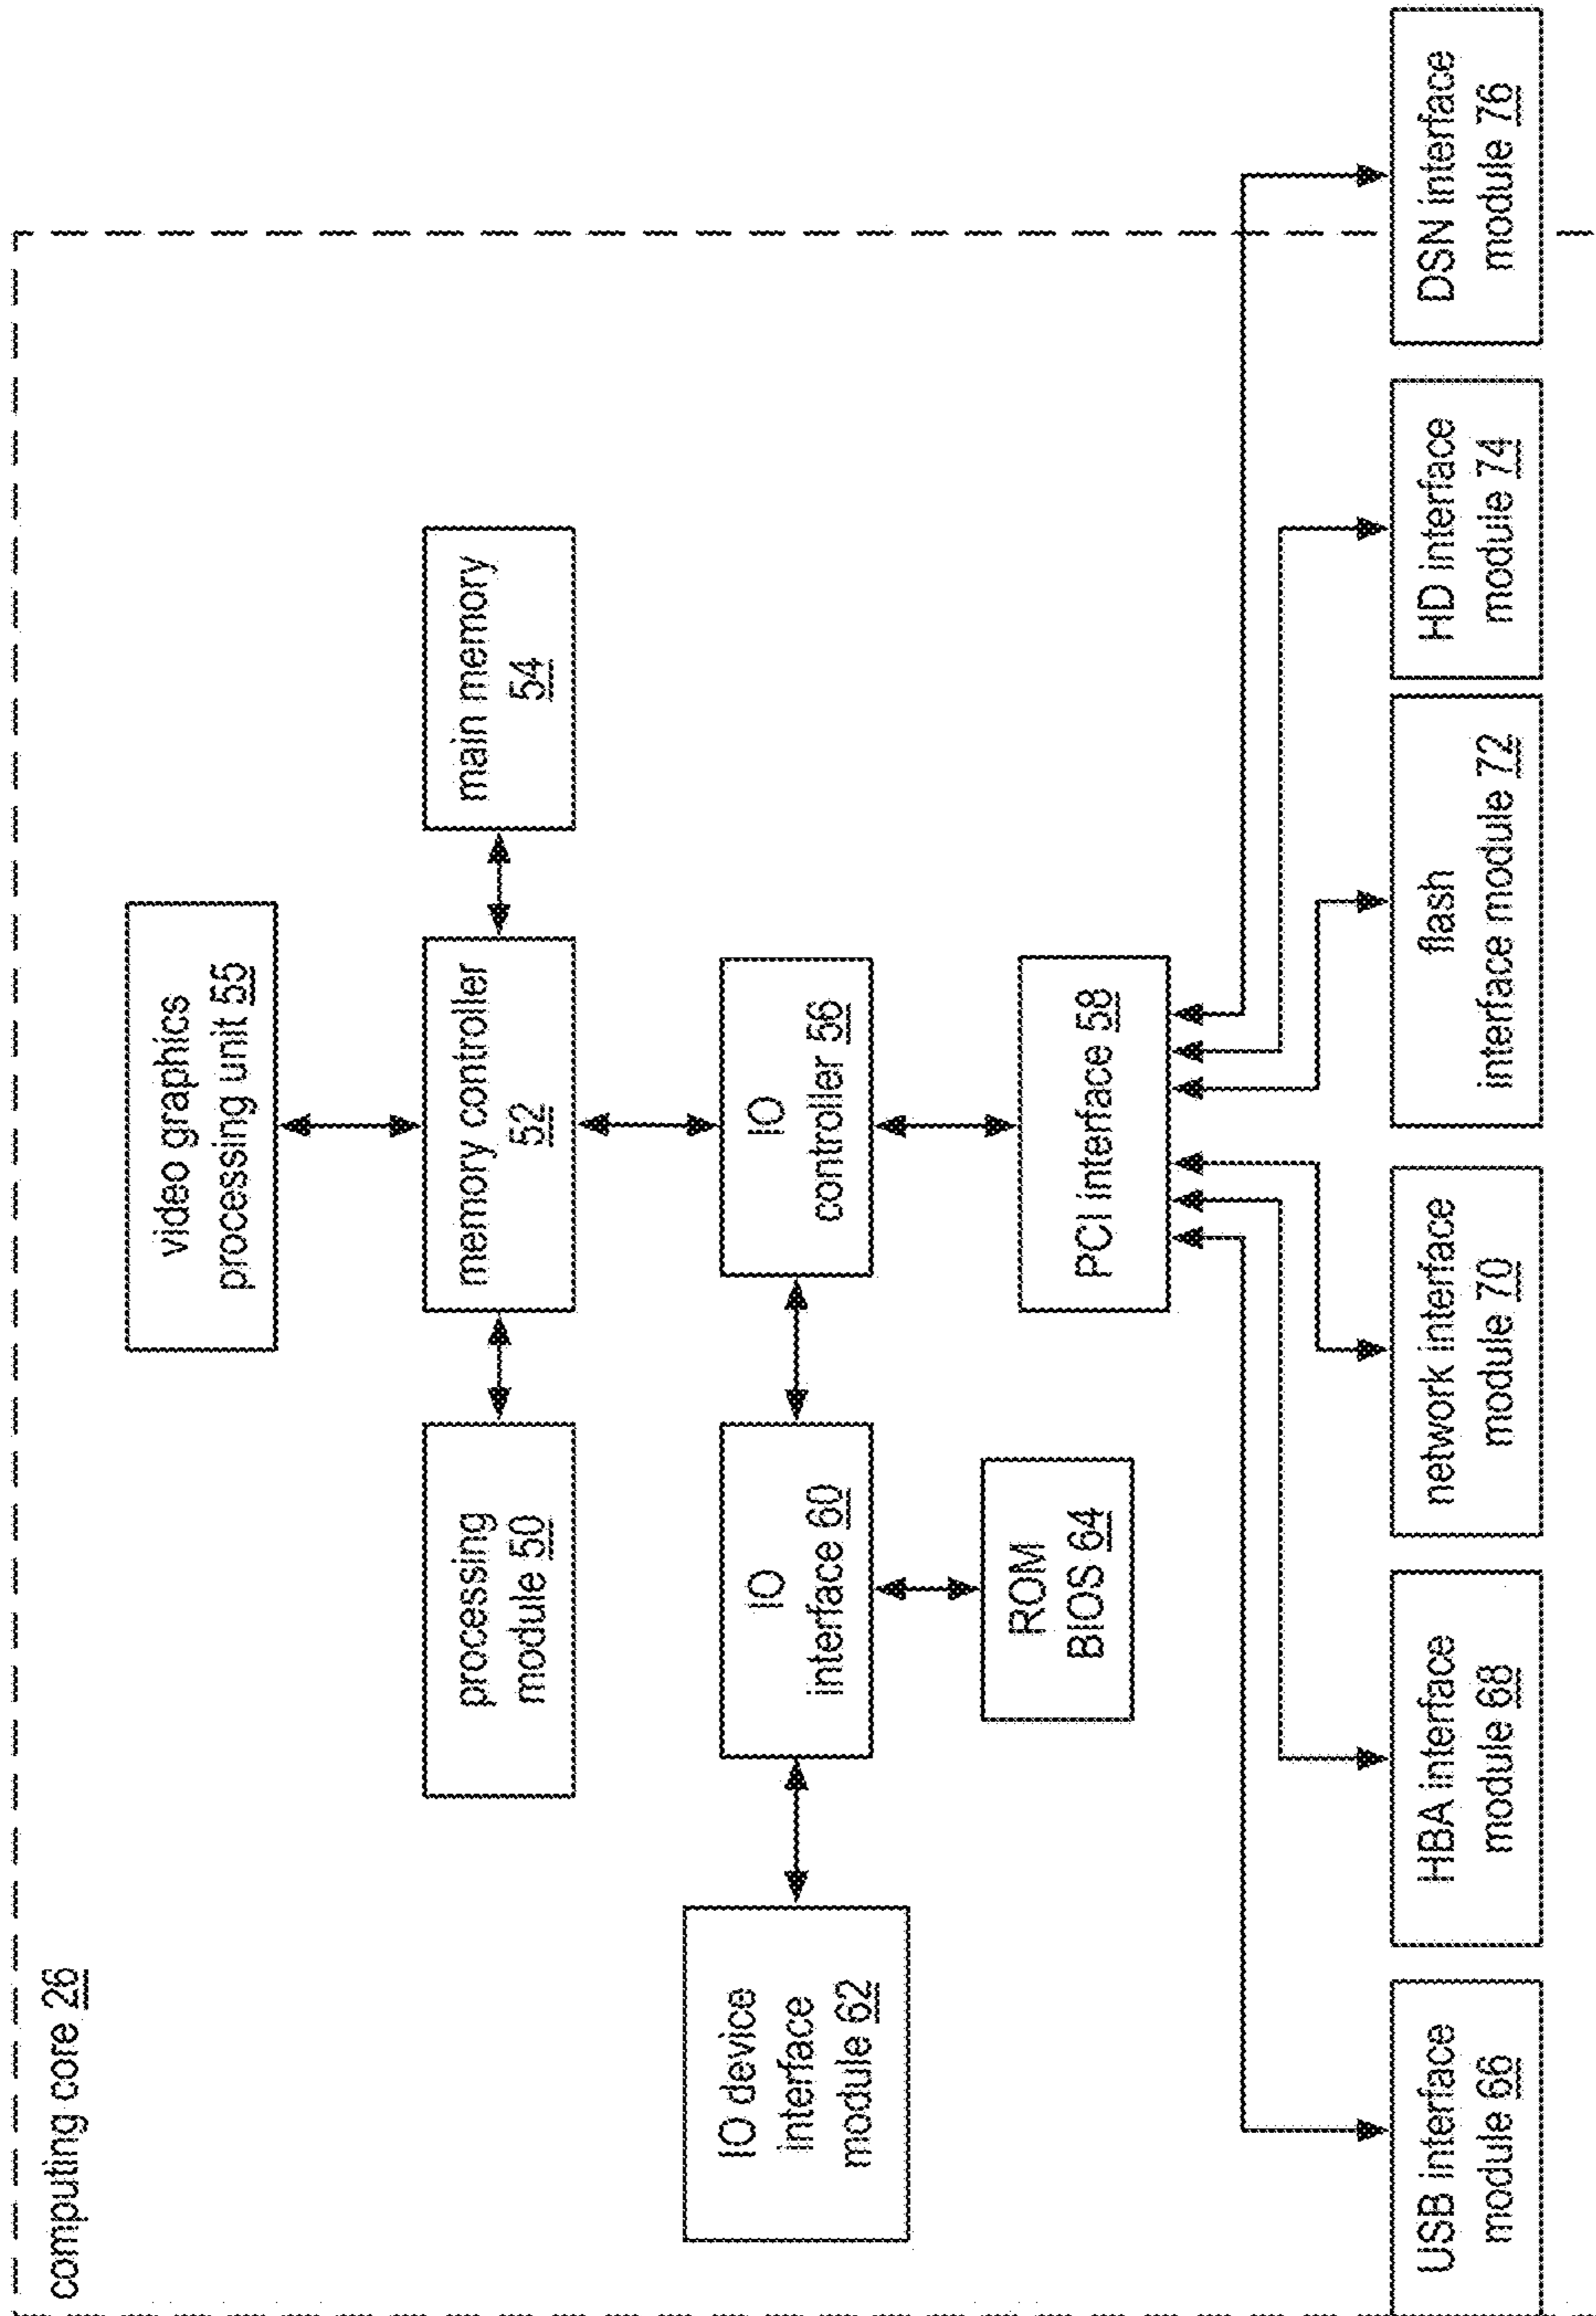 computing core 26
video graphics
processing unit 55
processing
module 50
memory controller
52
main memory
54
IO device
interface
module 62
IO
interface 60
IO
controller 56
ROM
BIOS 64
PCI interface 58
USB interface
module 66
HBA interface
module 68
network interface
module 70
flash
interface module 72
HD interface
module 74
DSN interface
module 76